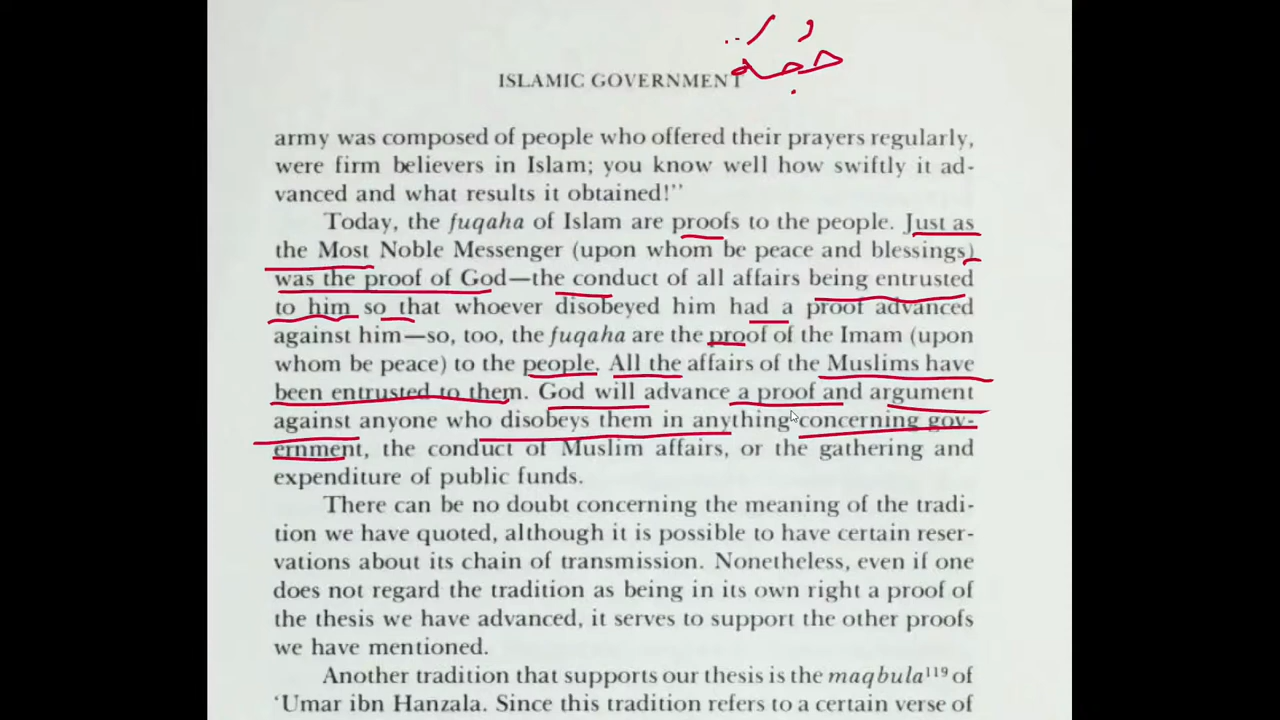 حُجَّة
ISLAMIC GOVERNMENT
army was composed of people who offered their prayers regularly,
were firm believers in Islam; you know well how swiftly it ad-
vanced and what results it obtained!"
Today, the fuqaha of Islam are proofs to the people. Just as
the Most Noble Messenger (upon whom be peace and blessings)
was the proof of God—the conduct of all affairs being entrusted
to him so that whoever disobeyed him had a proof advanced
against him—so, too, the fuqaha are the proof of the Imam (upon
whom be peace) to the people. All the affairs of the Muslims have
been entrusted to them. God will advance a proof and argument
against anyone who disobeys them in anything concerning gov-
ernment, the conduct of Muslim affairs, or the gathering and
expenditure of public funds.
There can be no doubt concerning the meaning of the tradi-
tion we have quoted, although it is possible to have certain reser-
vations about its chain of transmission. Nonetheless, even if one
does not regard the tradition as being in its own right a proof of
the thesis we have advanced, it serves to support the other proofs
we have mentioned.
Another tradition that supports our thesis is the maqbula¹¹⁹ of
'Umar ibn Hanzala. Since this tradition refers to a certain verse of